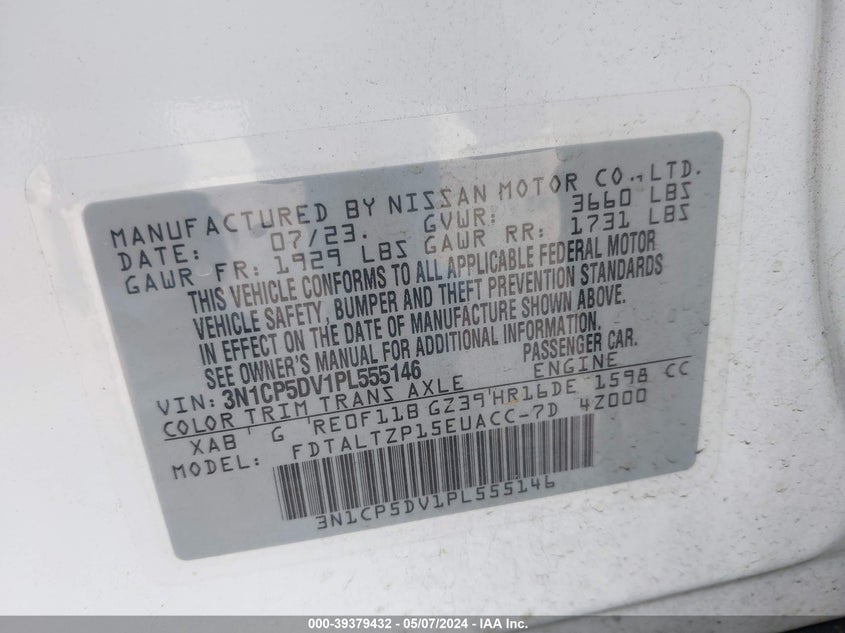 MANUFACTURED BY NISSAN MOTOR CO., LTD.
DATE: 07/23. GVWR: 3660 LBS
GAWR FR: 1929 LBS GAWR RR: 1731 LBS
THIS VEHICLE CONFORMS TO ALL APPLICABLE FEDERAL MOTOR
VEHICLE SAFETY, BUMPER AND THEFT PREVENTION STANDARDS
IN EFFECT ON THE DATE OF MANUFACTURE SHOWN ABOVE.
SEE OWNER'S MANUAL FOR ADDITIONAL INFORMATION.
VIN: 3N1CP5DV1PL555146 PASSENGER CAR.
COLOR TRIM TRANS AXLE ENGINE
XAB' G 'RE0F11B GZ39'HR16DE 1598 CC
MODEL: FDTALTZP15EUACC-7D 4Z000
3N1CP5DV1PL555146
000-39379432 - 05/07/2024 - IAA Inc.